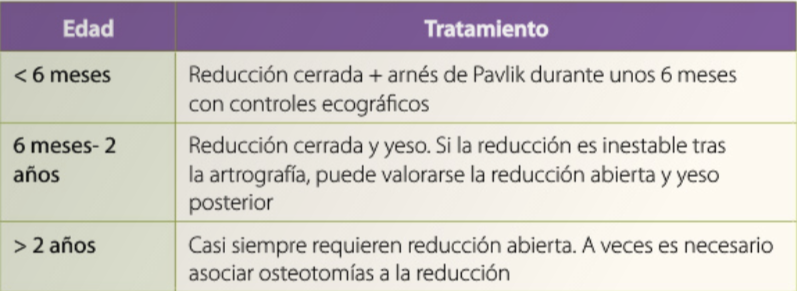 Edad Tratamiento
< 6 meses Reducción cerrada + arnés de Pavlik durante unos 6 meses
con controles ecográficos
6 meses- 2 Reducción cerrada y yeso. Si la reducción es inestable tras
años la artrografía, puede valorarse la reducción abierta y yeso
posterior
> 2 años Casi siempre requieren reducción abierta. A veces es necesario
asociar osteotomías a la reducción